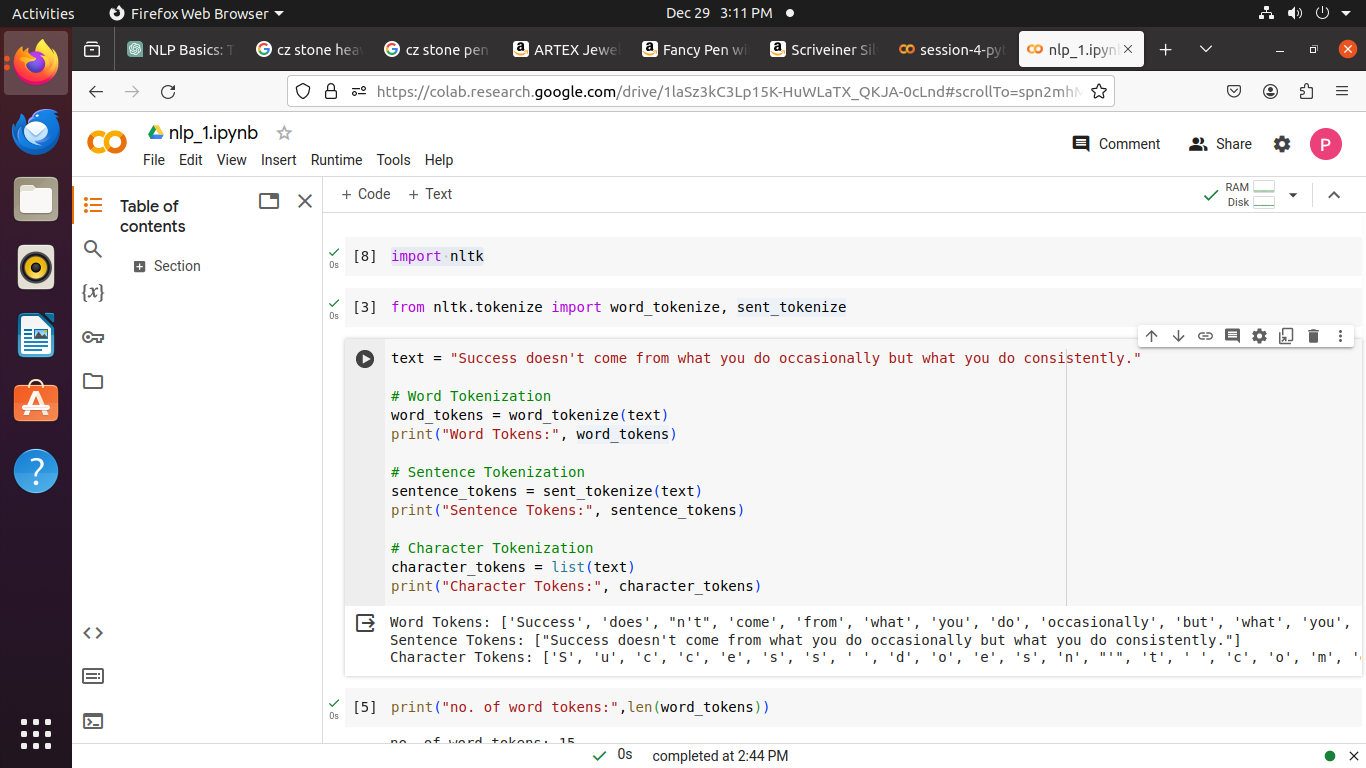 Activities
Firefox Web Browser
Dec 29 3:11 PM
NLP Basics: T
cz stone hea
cz stone pen
ARTEX Jewel
Fancy Pen wi
Scriveiner Sil
session-4-pyt
nlp_1.ipyn
https://colab.research.google.com/drive/1laSz3kC3Lp15K-HuWLaTX_QKJA-0cLnd#scrollTo=spn2mhM
nlp_1.ipynb
Comment
Share
P
File Edit View Insert Runtime Tools Help
Table of
contents
+ Code + Text
RAM
Disk
Section
{x}
[8] import nltk
0s
[3] from nltk.tokenize import word_tokenize, sent_tokenize
0s
text = "Success doesn't come from what you do occasionally but what you do consistently."
# Word Tokenization
word_tokens = word_tokenize(text)
print("Word Tokens:", word_tokens)
# Sentence Tokenization
sentence_tokens = sent_tokenize(text)
print("Sentence Tokens:", sentence_tokens)
# Character Tokenization
character_tokens = list(text)
print("Character Tokens:", character_tokens)
Word Tokens: ['Success', 'does', "n't", 'come', 'from', 'what', 'you', 'do', 'occasionally', 'but', 'what', 'you',
Sentence Tokens: ["Success doesn't come from what you do occasionally but what you do consistently."]
Character Tokens: ['S', 'u', 'c', 'c', 'e', 's', 's', ' ', 'd', 'o', 'e', 's', 'n', "'", 't', ' ', 'c', 'o', 'm',
[5] print("no. of word tokens:",len(word_tokens))
0s
no. of word tokens: 15
0s completed at 2:44 PM